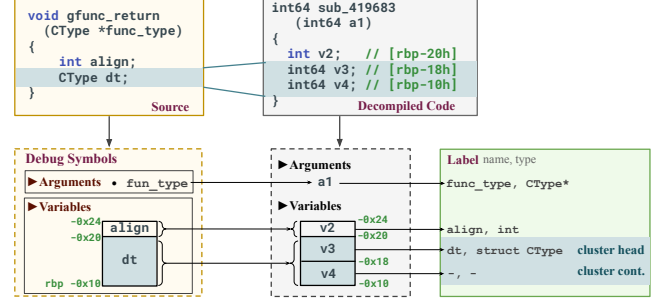 void gfunc_return
(CType *func_type)
{
int align;
CType dt;
}
Source
int64 sub_419683
(int64 a1)
{
int v2; // [rbp-20h]
int64 v3; // [rbp-18h]
int64 v4; // [rbp-10h]
}
Decompiled Code
Debug Symbols
▶Arguments • fun_type
▶Variables
-0x24
align
-0x20
dt
rbp -0x10
▶Arguments
a1
▶Variables
-0x24
v2
-0x20
v3
-0x18
v4
-0x10
Label name, type
func_type, CType*
align, int
dt, struct CType cluster head
-, - cluster cont.